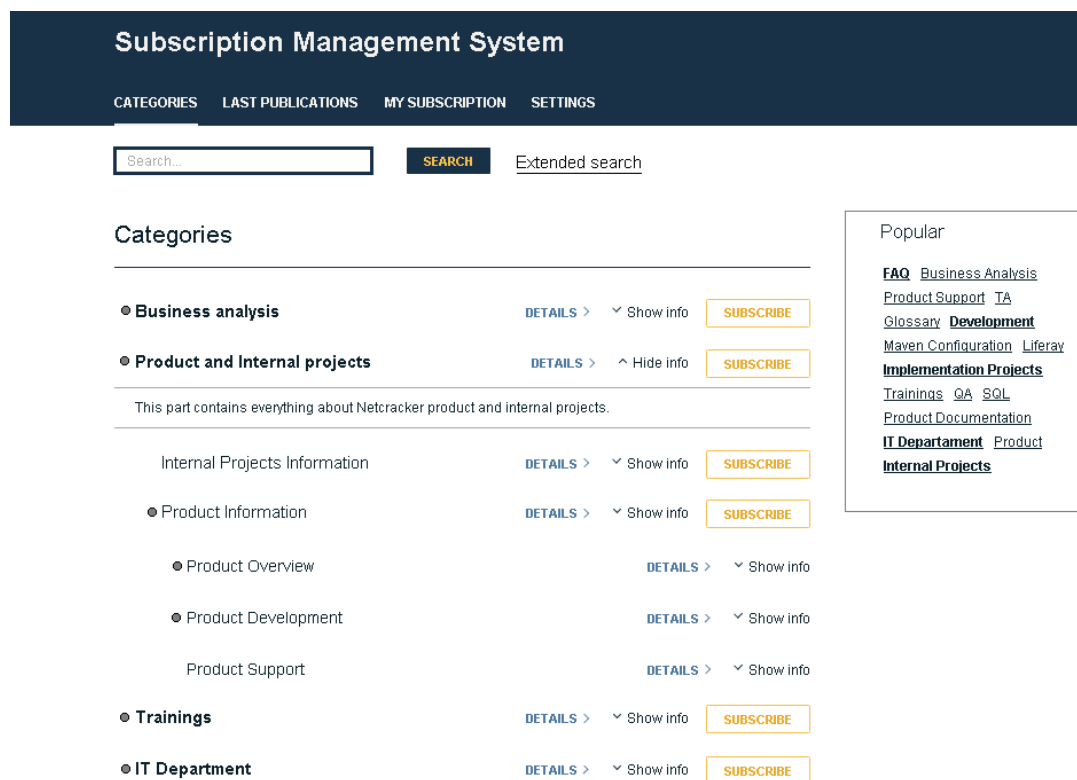 Subscription Management System
CATEGORIES LAST PUBLICATIONS MY SUBSCRIPTION SETTINGS
Search... SEARCH Extended search
Categories
Business analysis DETAILS > Show info SUBSCRIBE
Product and Internal projects DETAILS > Hide info SUBSCRIBE
This part contains everything about Netcracker product and internal projects.
Internal Projects Information DETAILS > Show info SUBSCRIBE
Product Information DETAILS > Show info SUBSCRIBE
Product Overview DETAILS > Show info
Product Development DETAILS > Show info
Product Support DETAILS > Show info
Trainings DETAILS > Show info SUBSCRIBE
IT Department DETAILS > Show info SUBSCRIBE
Popular
FAQ Business Analysis
Product Support TA
Glossary Development
Maven Configuration Liferay
Implementation Projects
Trainings QA SQL
Product Documentation
IT Departament Product
Internal Projects